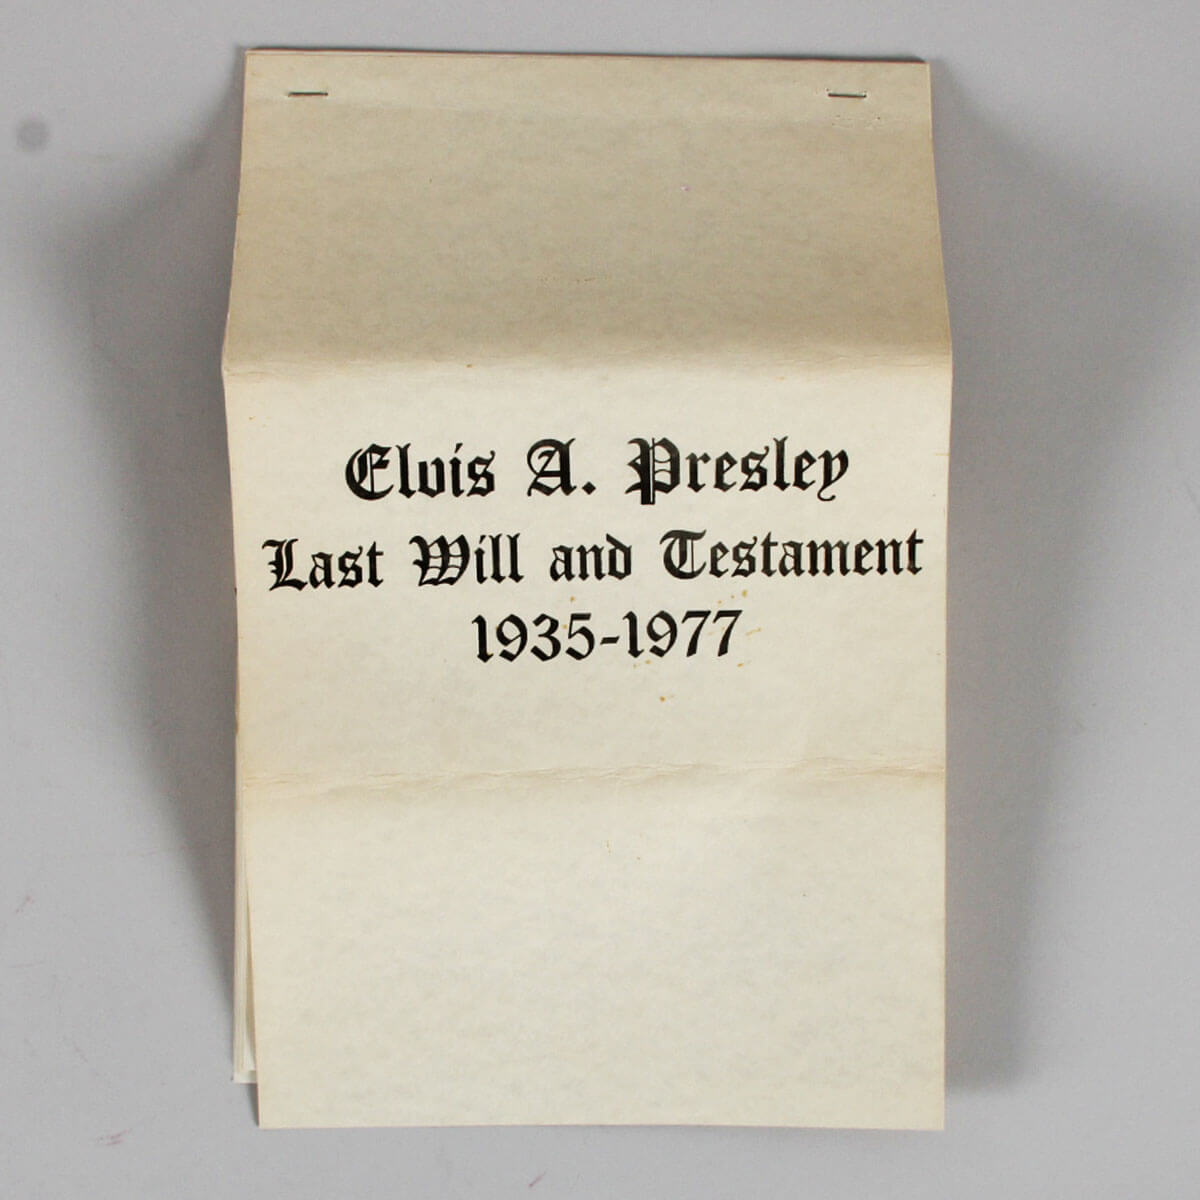 Elvis A. Presley
Last Will and Testament
1935-1977